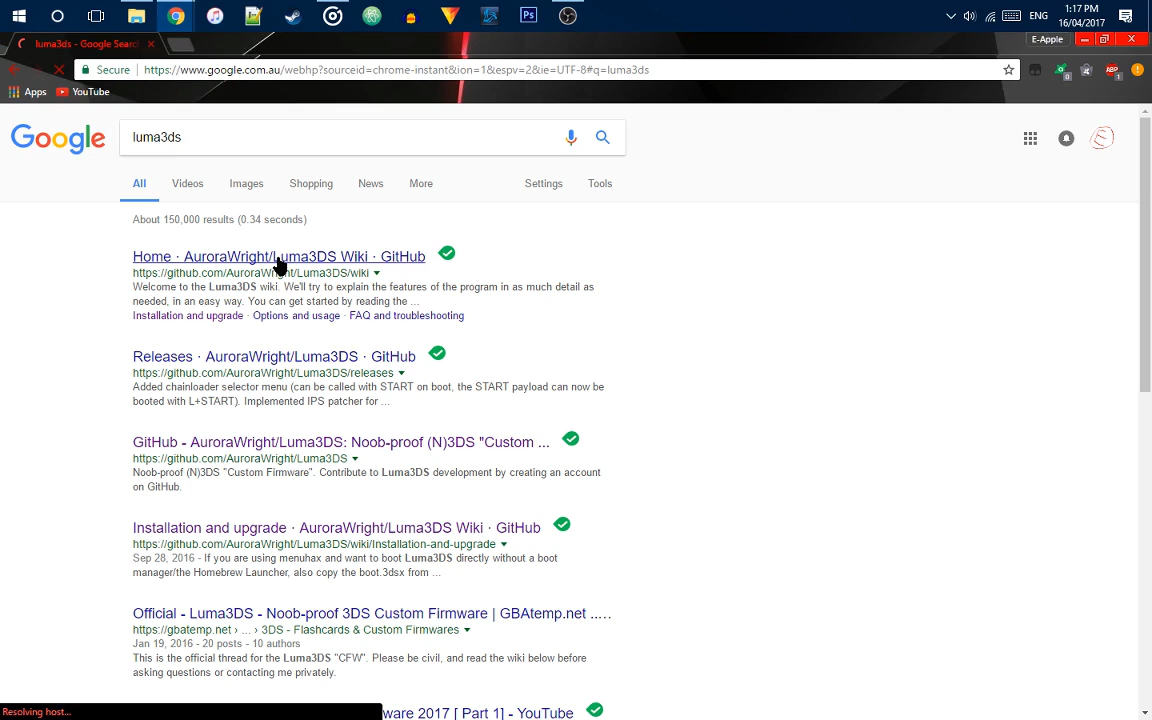 Ps
ENG
1:17 PM
16/04/2017
luma3ds - Google Searc
E-Apple
Secure
https://www.google.com.au/webhp?sourceid=chrome-instant&ion=1&espv=2&ie=UTF-8#q=luma3ds
0
ABP
1
Apps
YouTube
Google
luma3ds
All
Videos
Images
Shopping
News
More
Settings
Tools
About 150,000 results (0.34 seconds)
Home · AuroraWright/Luma3DS Wiki · GitHub
https://github.com/AuroraWright/Luma3DS/wiki
Welcome to the Luma3DS wiki. We'll try to explain the features of the program in as much detail as
needed, in an easy way. You can get started by reading the ...
Installation and upgrade · Options and usage · FAQ and troubleshooting
Releases · AuroraWright/Luma3DS · GitHub
https://github.com/AuroraWright/Luma3DS/releases
Added chainloader selector menu (can be called with START on boot, the START payload can now be
booted with L+START). Implemented IPS patcher for ...
GitHub - AuroraWright/Luma3DS: Noob-proof (N)3DS "Custom ...
https://github.com/AuroraWright/Luma3DS
Noob-proof (N)3DS "Custom Firmware". Contribute to Luma3DS development by creating an account
on GitHub.
Installation and upgrade · AuroraWright/Luma3DS Wiki · GitHub
https://github.com/AuroraWright/Luma3DS/wiki/Installation-and-upgrade
Sep 28, 2016 - If you are using menuhax and want to boot Luma3DS directly without a boot
manager/the Homebrew Launcher, also copy the boot.3dsx from ...
Official - Luma3DS - Noob-proof 3DS Custom Firmware | GBAtemp.net .....
https://gbatemp.net › ... › 3DS - Flashcards & Custom Firmwares
Jan 19, 2016 - 20 posts - 10 authors
This is the official thread for the Luma3DS "CFW". Please be civil, and read the wiki below before
asking questions or contacting me privately.
Resolving host...
ware 2017 [ Part 1] - YouTube